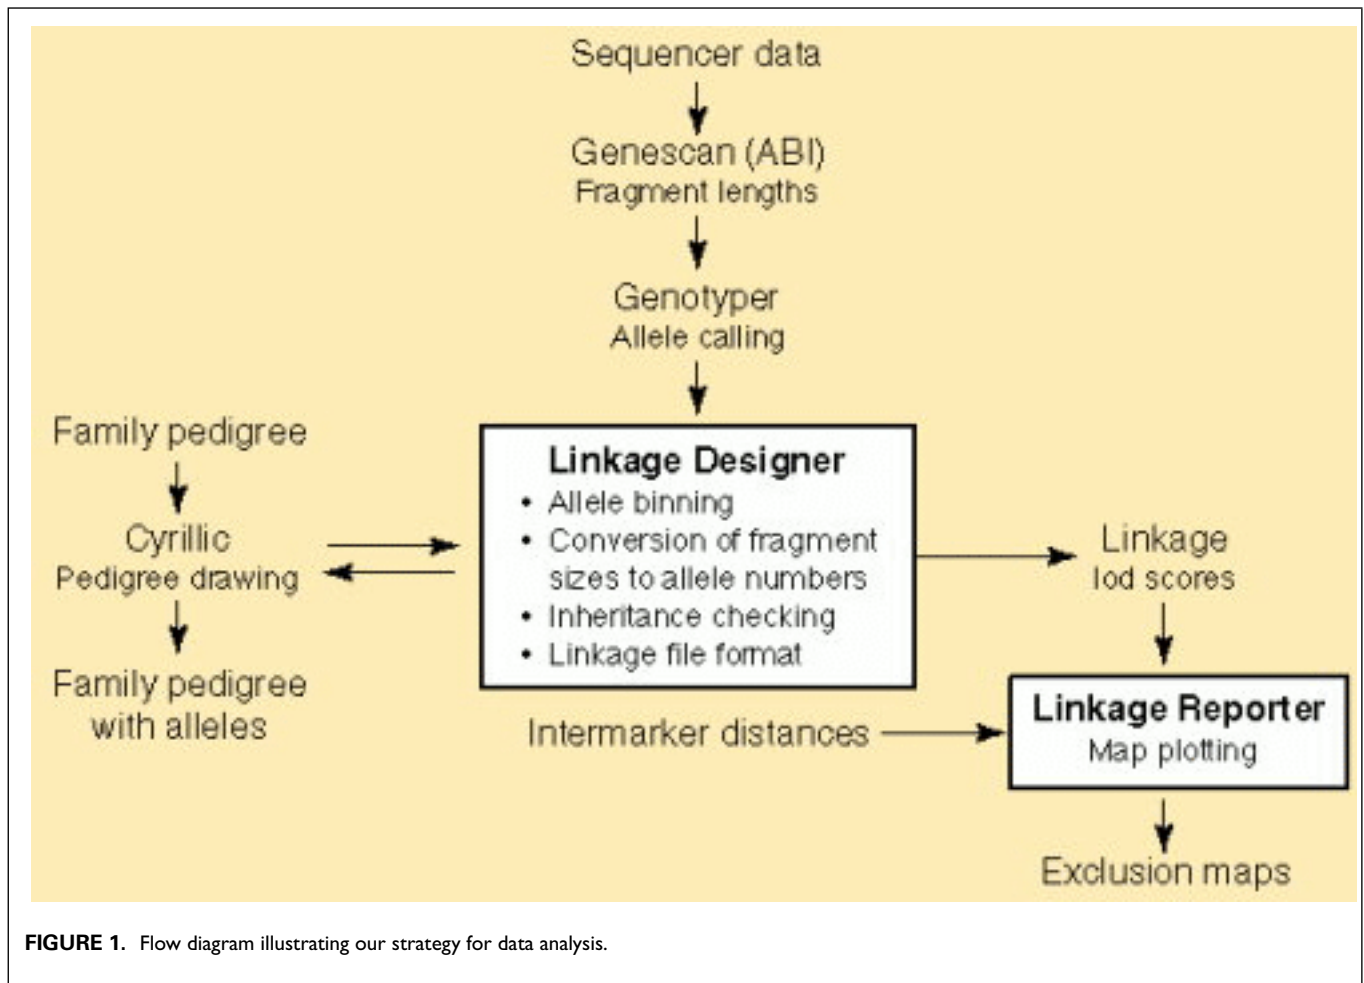 Sequencer data
Genescan (ABI)
Fragment lengths
Genotyper
Allele calling
Family pedigree
Cyrillic
Pedigree drawing
Family pedigree
with alleles
Linkage Designer
• Allele binning
• Conversion of fragment
sizes to allele numbers
• Inheritance checking
• Linkage file format
Linkage
lod scores
Intermarker distances
Linkage Reporter
Map plotting
Exclusion maps
FIGURE 1. Flow diagram illustrating our strategy for data analysis.